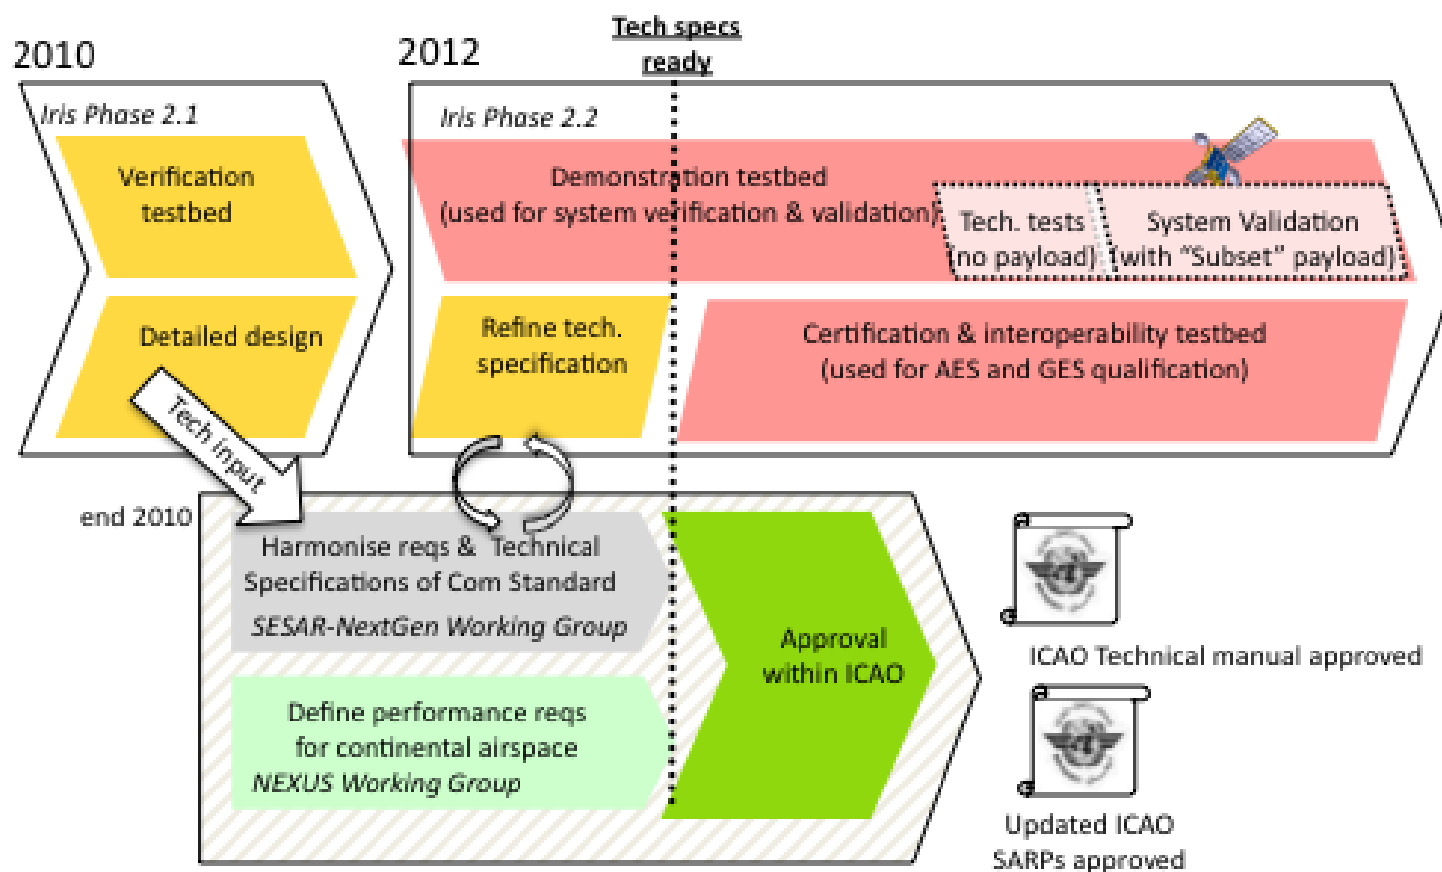 2010
2012
Tech specs
ready
Iris Phase 2.1
Verification
testbed
Detailed design
Tech input
Iris Phase 2.2
Demonstration testbed
(used for system verification & validation)
Tech. tests
(no payload)
System Validation
(with “Subset” payload)
Refine tech.
specification
Certification & interoperability testbed
(used for AES and GES qualification)
end 2010
Harmonise reqs & Technical
Specifications of Com Standard
SESAR-NextGen Working Group
Define performance reqs
for continental airspace
NEXUS Working Group
Approval
within ICAO
ICAO Technical manual approved
Updated ICAO
SARPs approved